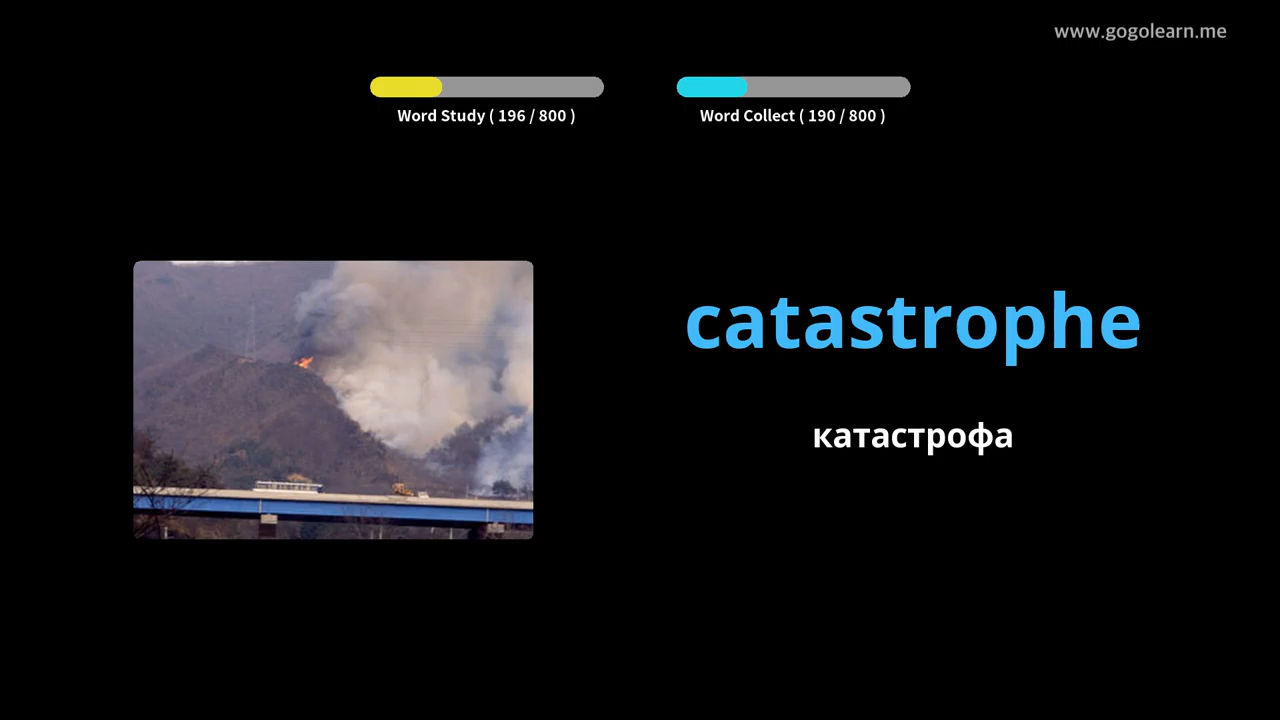 www.gogolearn.me
Word Study ( 196 / 800 )
Word Collect ( 190 / 800 )
catastrophe
катастрофа